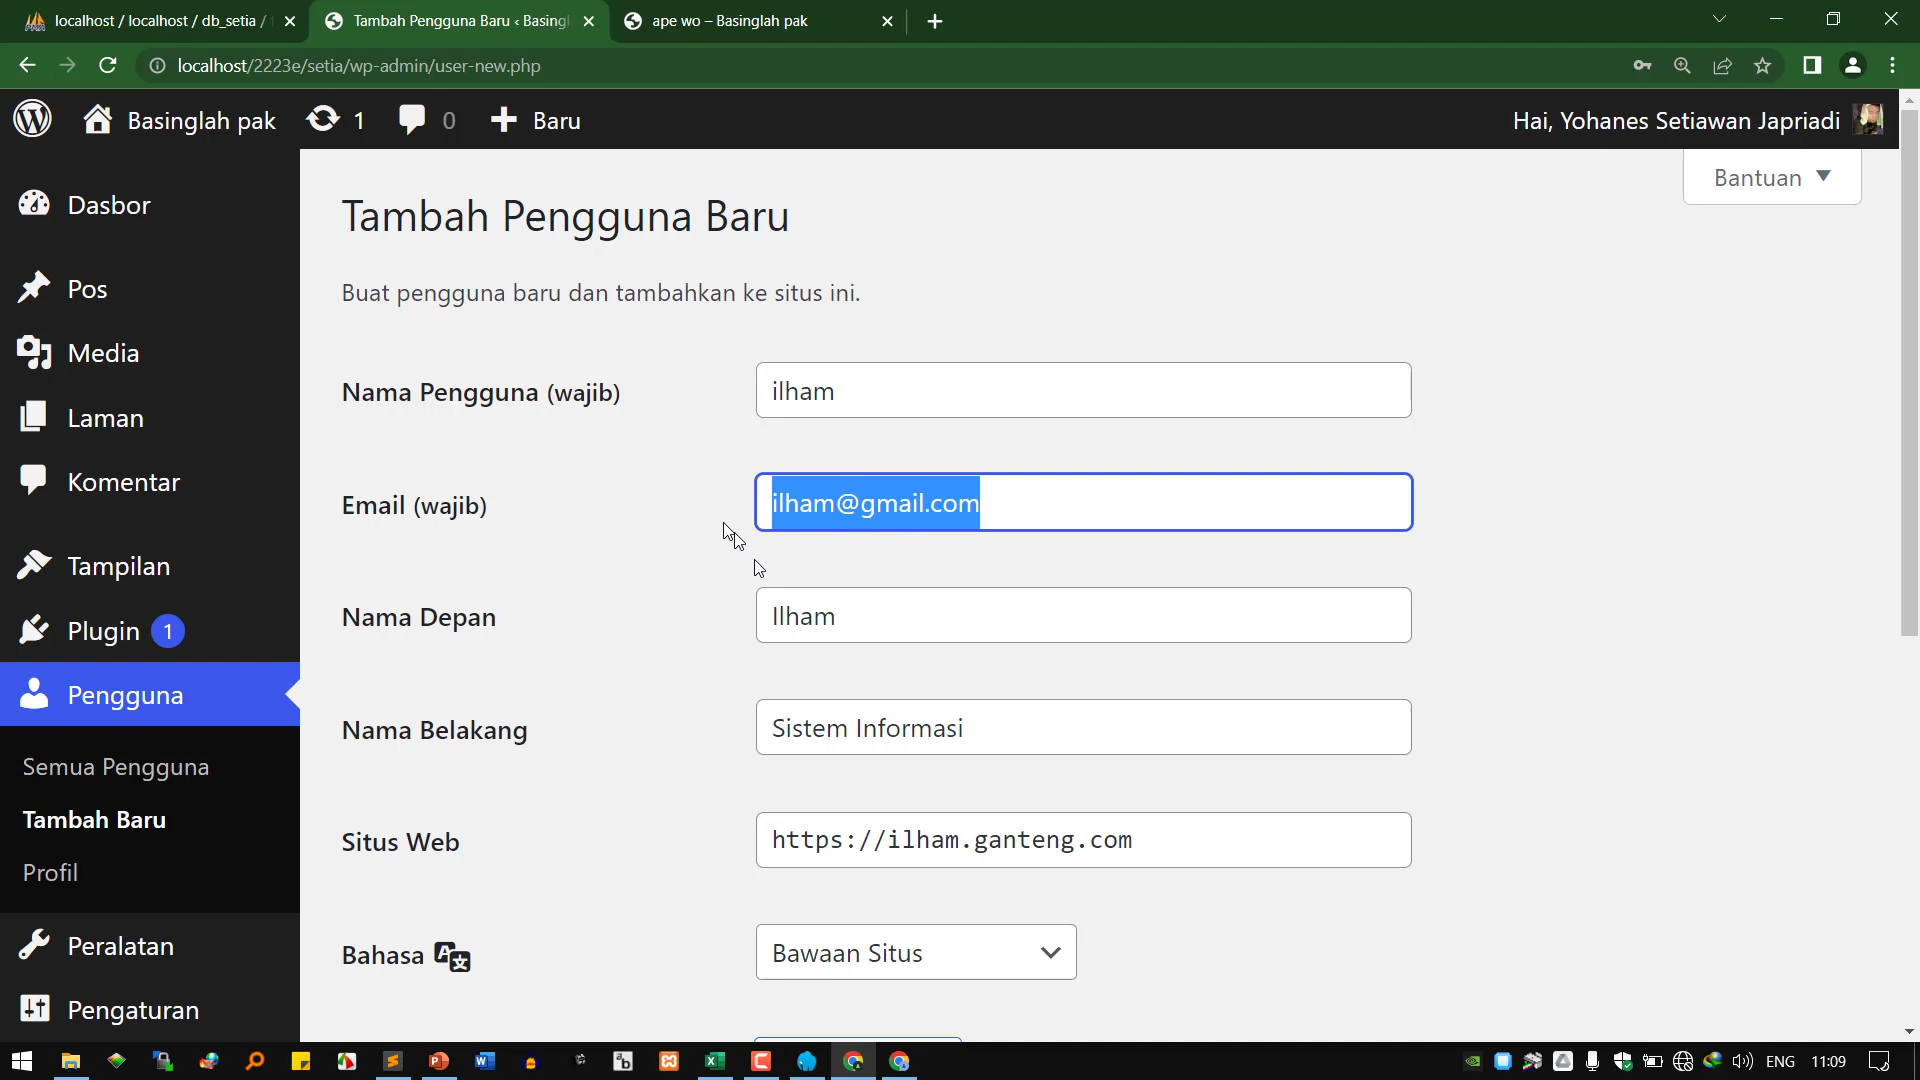 localhost / localhost / db_setia /
Tambah Pengguna Baru ‹ Basingl
ape wo – Basinglah pak
localhost/2223e/setia/wp-admin/user-new.php
Basinglah pak
1
0
Baru
Hai, Yohanes Setiawan Japriadi
Bantuan
Dasbor
Pos
Media
Laman
Komentar
Tampilan
Plugin 1
Pengguna
Semua Pengguna
Tambah Baru
Profil
Peralatan
Pengaturan
Tambah Pengguna Baru
Buat pengguna baru dan tambahkan ke situs ini.
Nama Pengguna (wajib)
ilham
Email (wajib)
ilham@gmail.com
Nama Depan
Ilham
Nama Belakang
Sistem Informasi
Situs Web
https://ilham.ganteng.com
Bahasa
Bawaan Situs
ENG
11:09